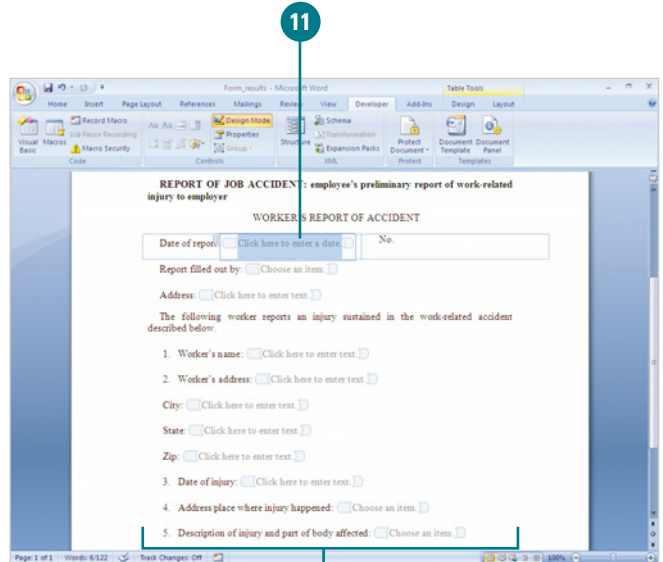 11
Form_results - Microsoft Word
Table Tools
Home Insert Page Layout References Mailings Review View Developer Add-Ins Design Layout
Visual Basic
Macros
Record Macro
Pause Recording
Macro Security
Code
Aa Aa
Design Mode
Properties
Group
Controls
Structure
Schema
Transformation
Expansion Packs
XML
Protect Document
Protect
Document Template
Document Panel
Templates
REPORT OF JOB ACCIDENT: employee's preliminary report of work-related
injury to employer
WORKER'S REPORT OF ACCIDENT
Date of report: Click here to enter a date. No.
Report filled out by: Choose an item.
Address: Click here to enter text.
The following worker reports an injury sustained in the work-related accident
described below.
1. Worker's name: Click here to enter text.
2. Worker's address: Click here to enter text.
City: Click here to enter text.
State: Click here to enter text.
Zip: Click here to enter text.
3. Date of injury: Click here to enter text.
4. Address/place where injury happened: Choose an item.
5. Description of injury and part of body affected: Choose an item.
Page: 1 of 1 Words: 6/122 Track Changes: Off 100%